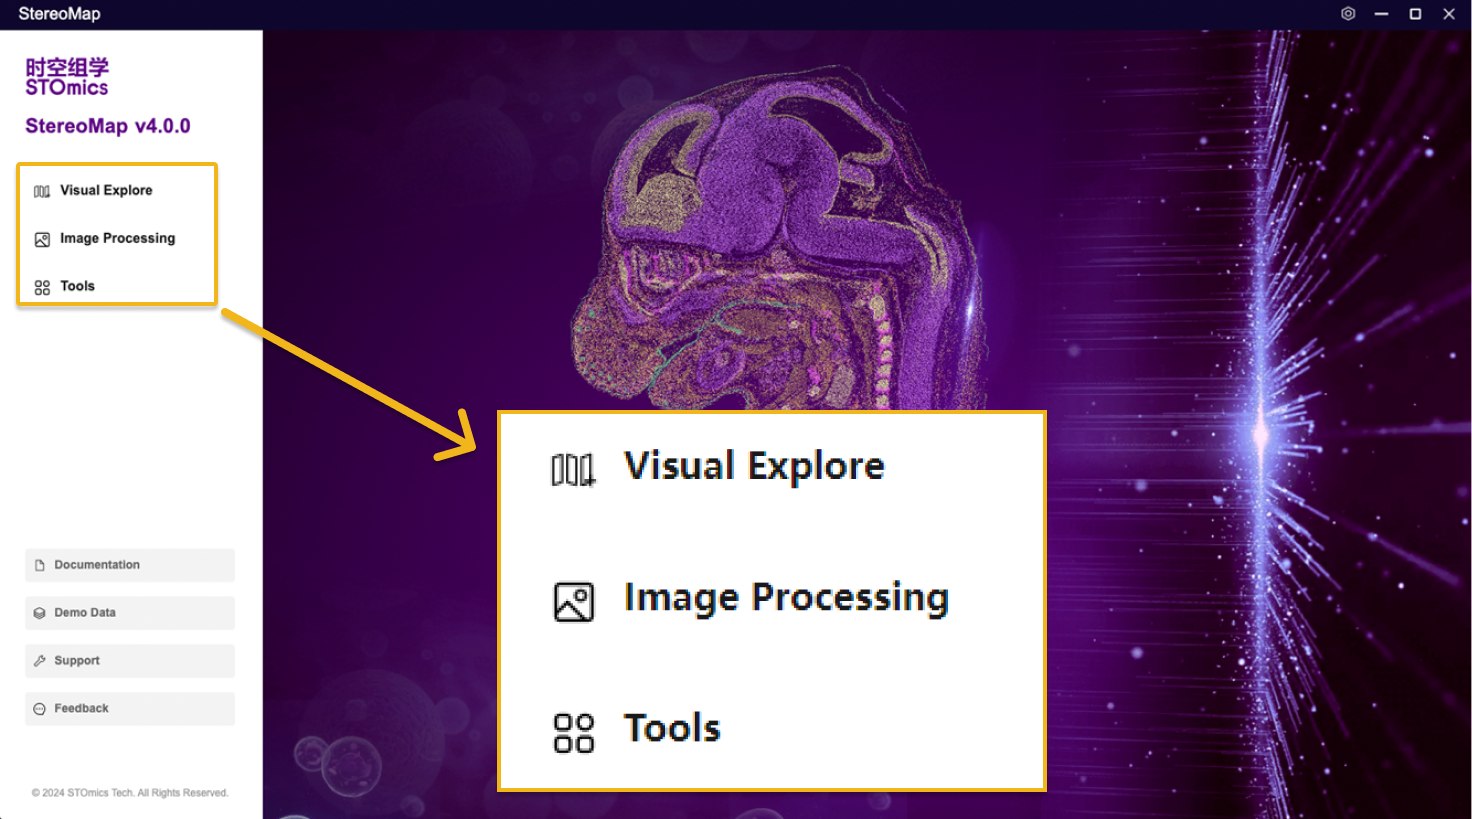 StereoMap
时空组学
STOmics
StereoMap v4.0.0
Visual Explore
Image Processing
Tools
Visual Explore
Image Processing
Tools
Documentation
Demo Data
Support
Feedback
© 2024 STOmics Tech. All Rights Reserved.